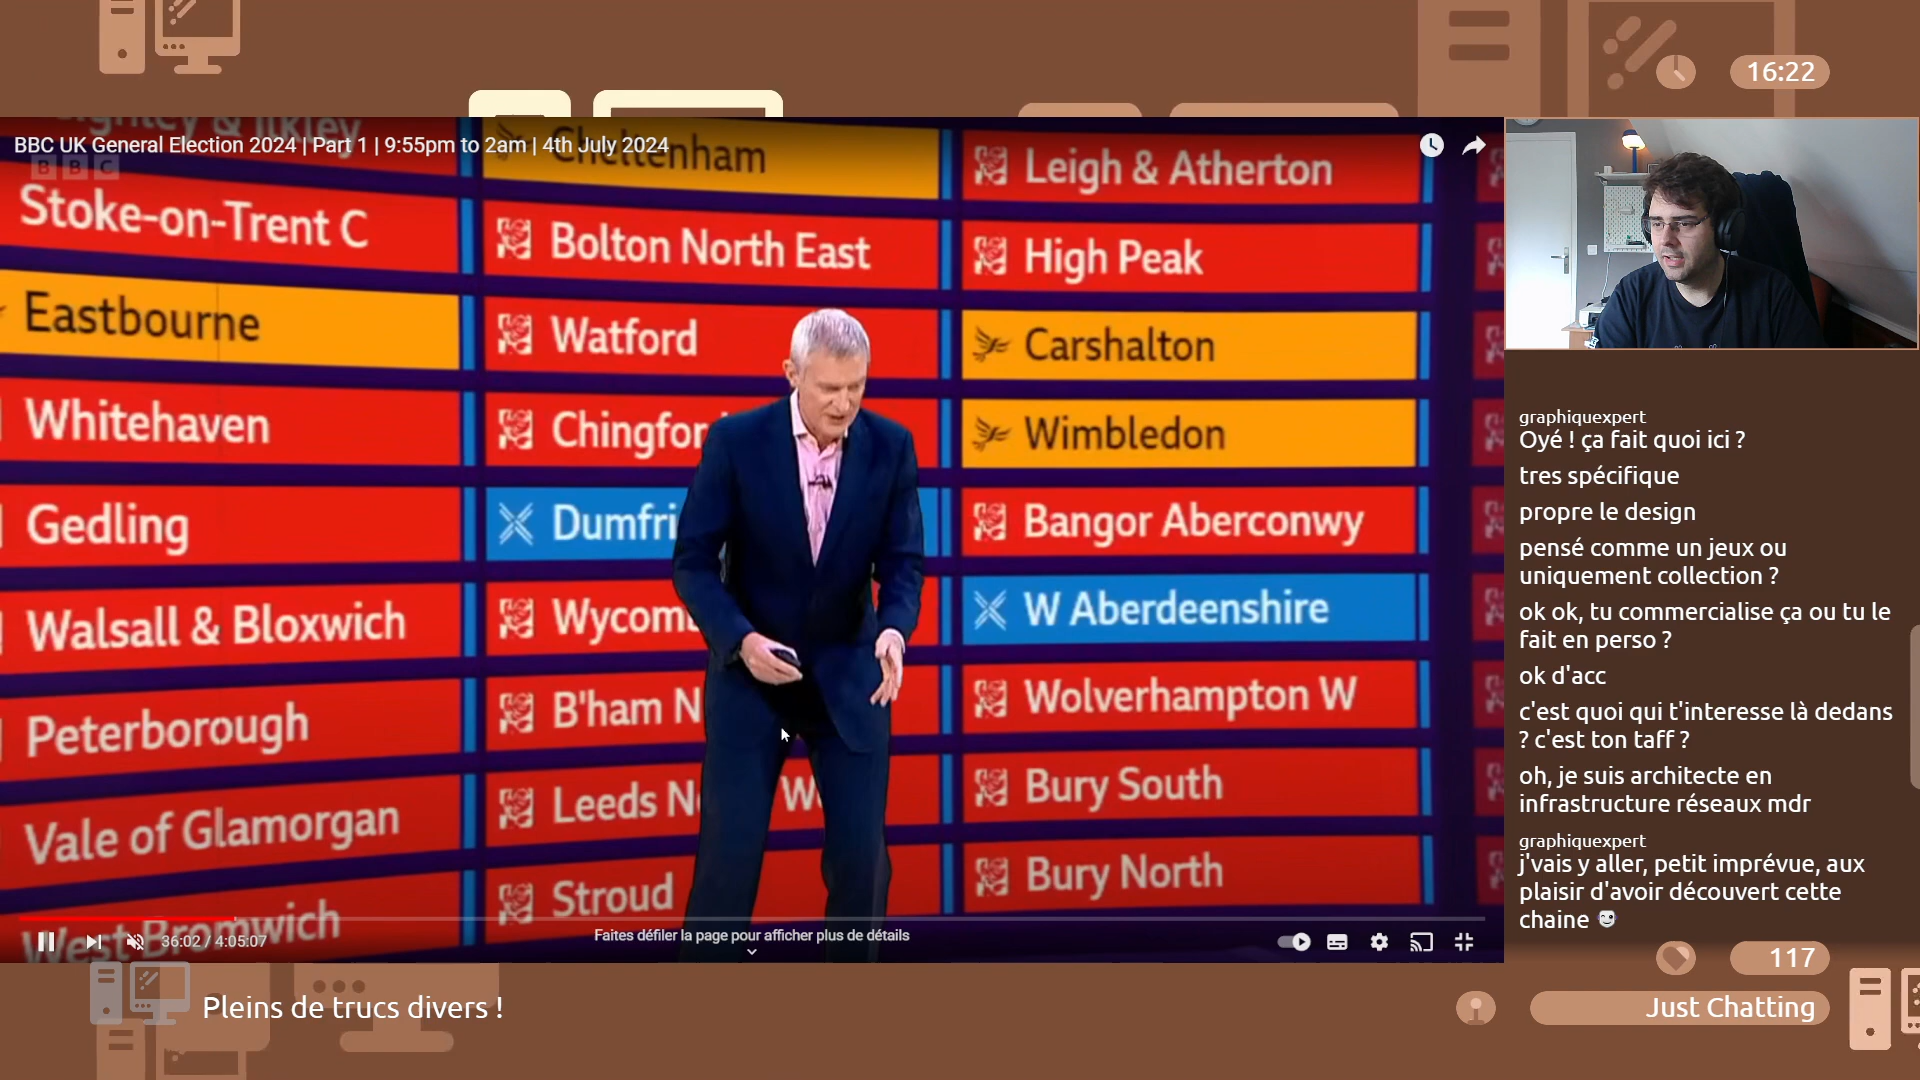 16:22
BBC UK General Election 2024 | Part 1 | 9:55pm to 2am | 4th July 2024
BBC
Cheltenham
Leigh & Atherton
Stoke-on-Trent C
Bolton North East
High Peak
Eastbourne
Watford
Carshalton
Whitehaven
Wimbledon
Gedling
Bangor Aberconwy
Walsall & Bloxwich
W Aberdeenshire
Peterborough
B'ham N
Wolverhampton W
Vale of Glamorgan
Bury South
West Bromwich
Stroud
Bury North
36:02 / 4:05:07
Faites défiler la page pour afficher plus de détails
graphiquexpert
Oyé ! ça fait quoi ici ?
tres spécifique
propre le design
pensé comme un jeux ou
uniquement collection ?
ok ok, tu commercialise ça ou tu le
fait en perso ?
ok d'acc
c'est quoi qui t'interesse là dedans
? c'est ton taff ?
oh, je suis architecte en
infrastructure réseaux mdr
graphiquexpert
j'vais y aller, petit imprévue, aux
plaisir d'avoir découvert cette
chaine
117
Pleins de trucs divers !
Just Chatting